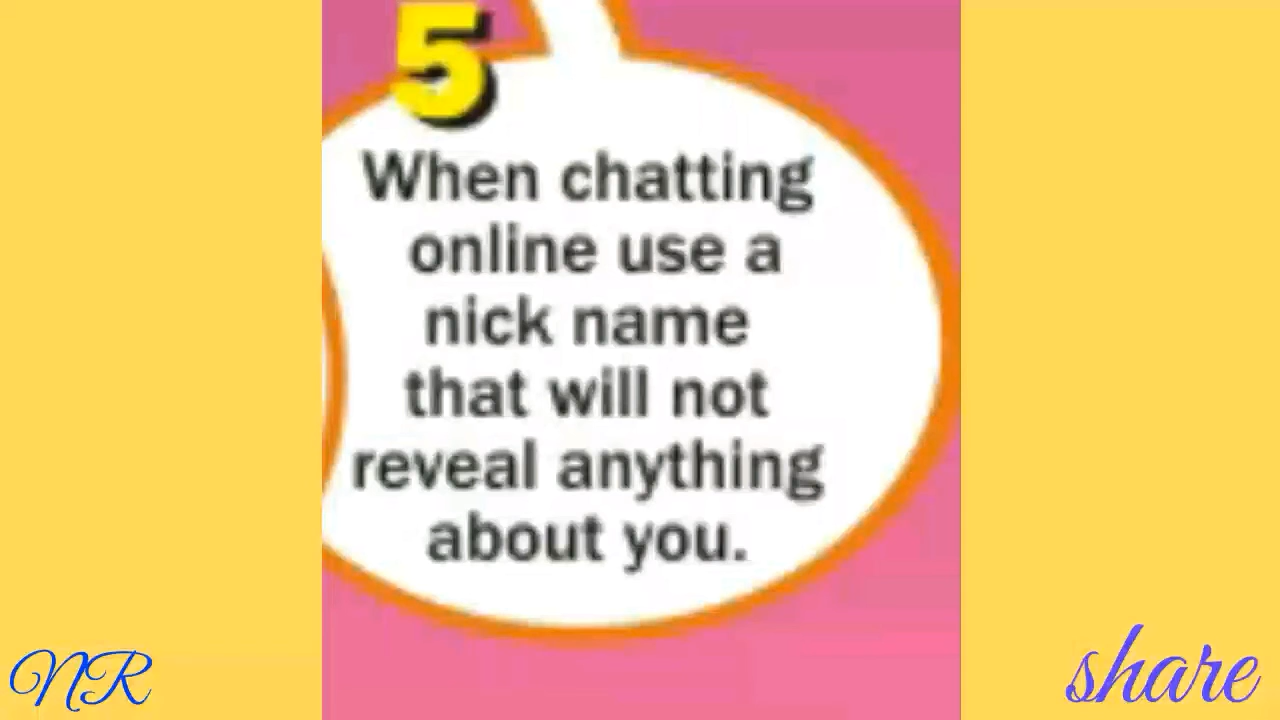 5
When chatting
online use a
nick name
that will not
reveal anything
about you.
NR
share